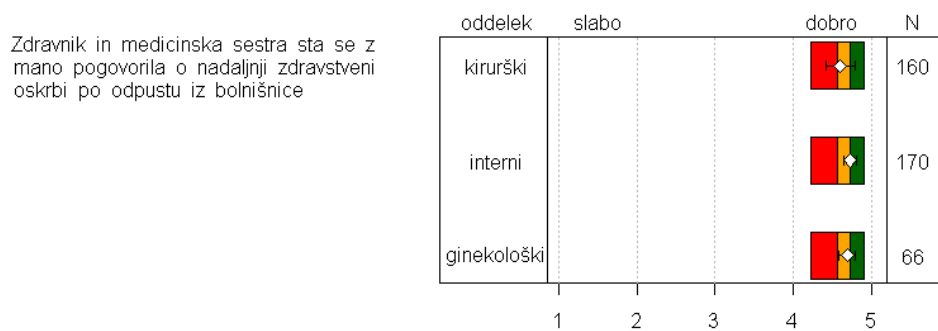 Zdravnik in medicinska sestra sta se z
mano pogovorila o nadaljnji zdravstveni
oskrbi po odpustu iz bolnišnice
oddelek slabo dobro N
kirurški 160
interni 170
ginekološki 66
1 2 3 4 5